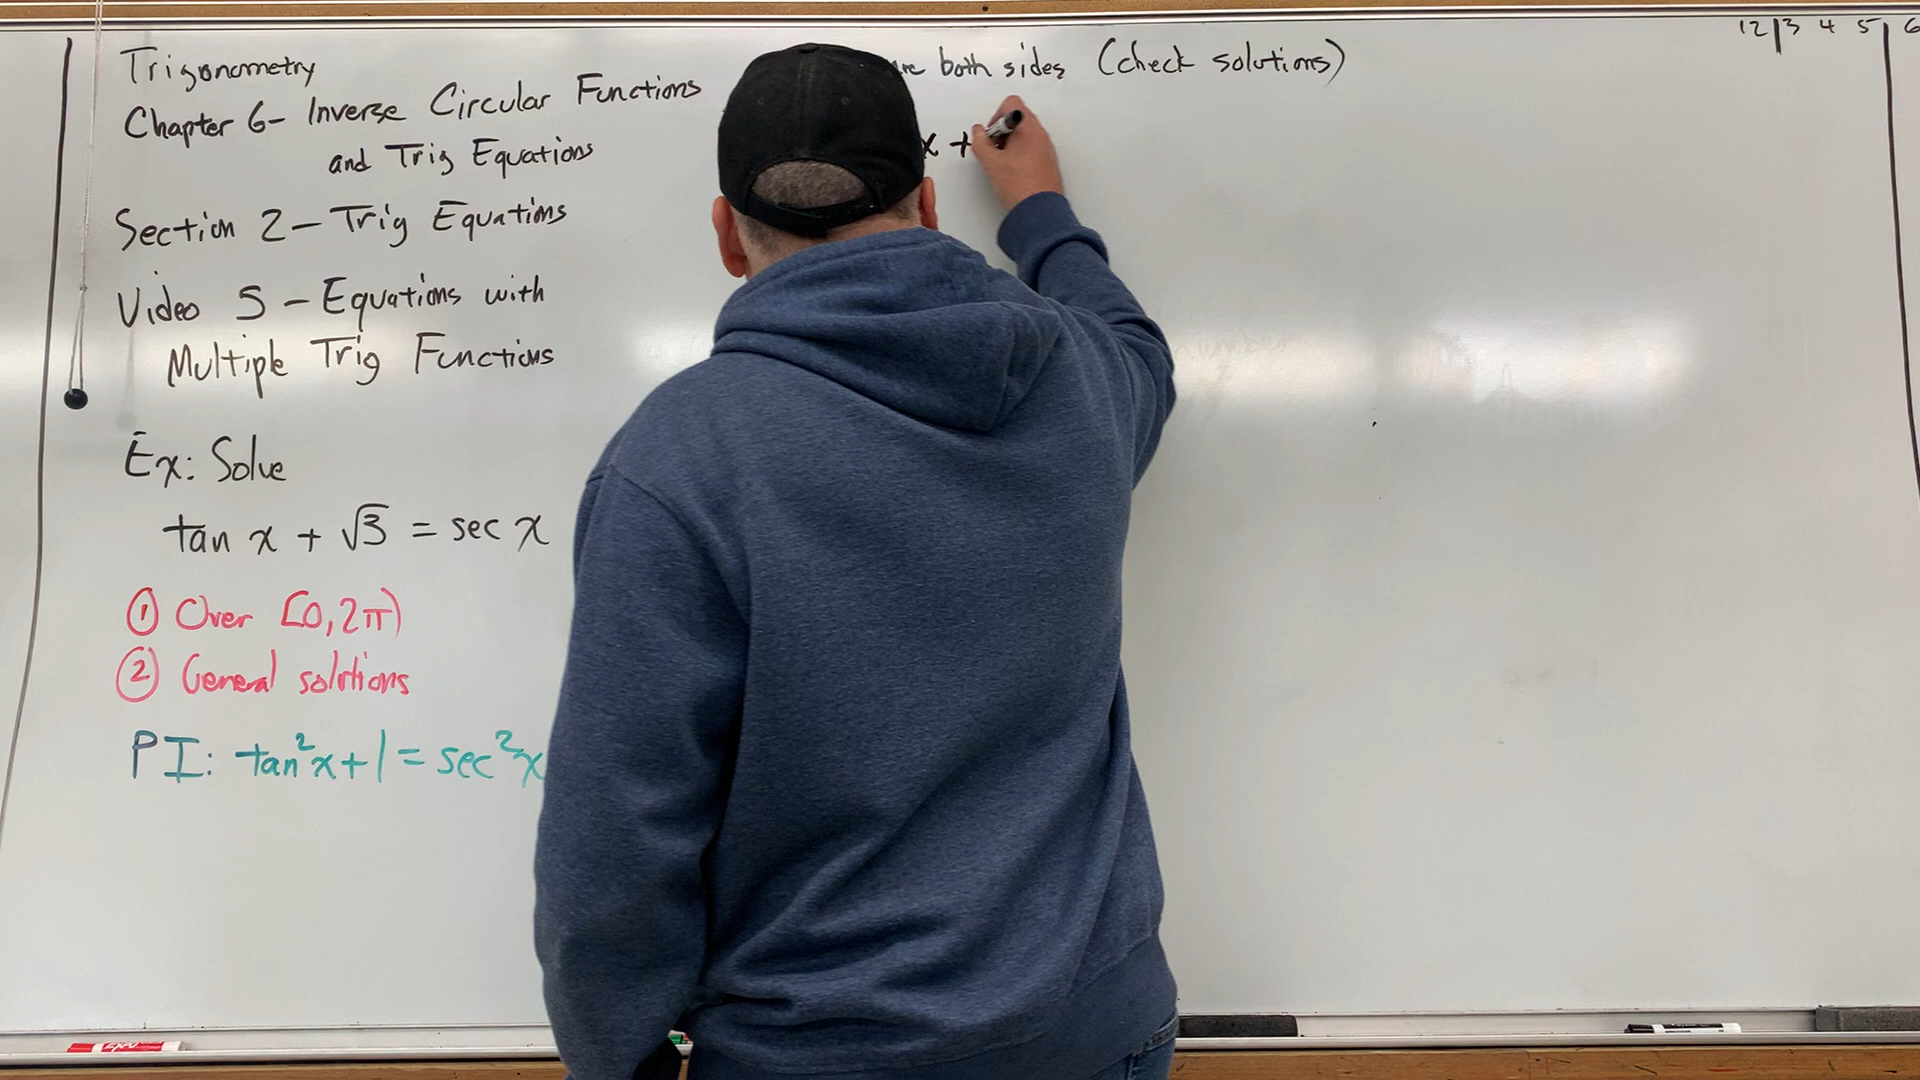 Trigonometry
Chapter 6- Inverse Circular Functions
and Trig Equations
Section 2 - Trig Equations
Video 5 - Equations with
Multiple Trig Functions
Ex: Solve
tan x + √3 = sec x
① Over [0, 2π)
② General solutions
PI: tan²x + 1 = sec²x
both sides (check solutions)
x +
12 3 4 5 6
EXPO